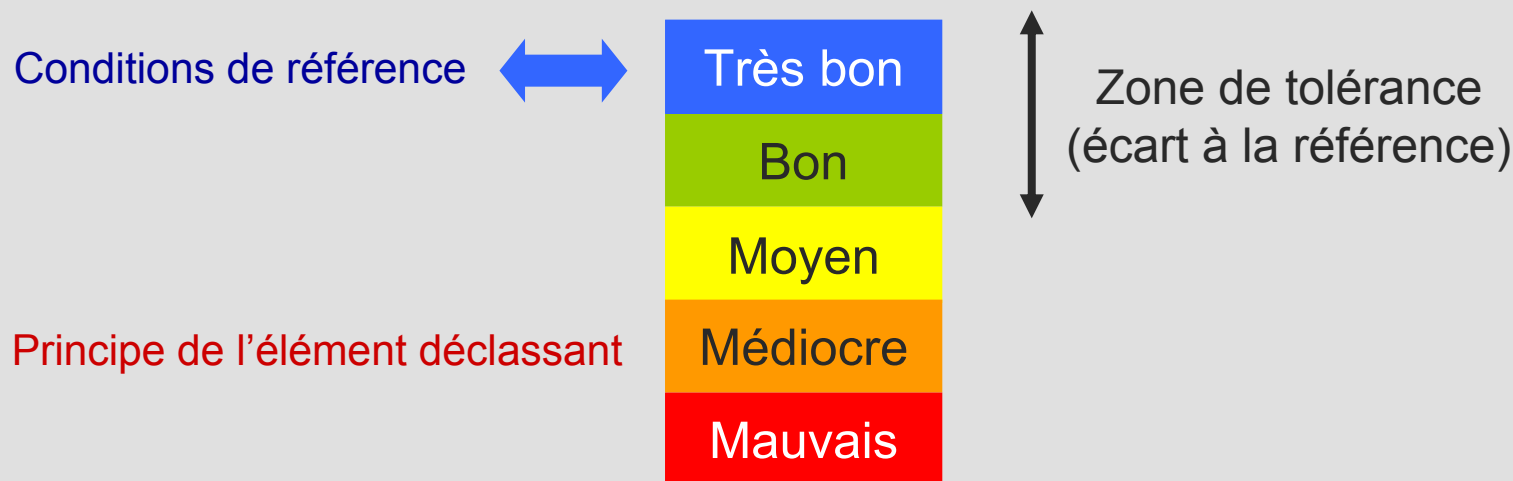 Conditions de référence
Très bon
Zone de tolérance
(écart à la référence)
Bon
Moyen
Principe de l’élément déclassant
Médiocre
Mauvais